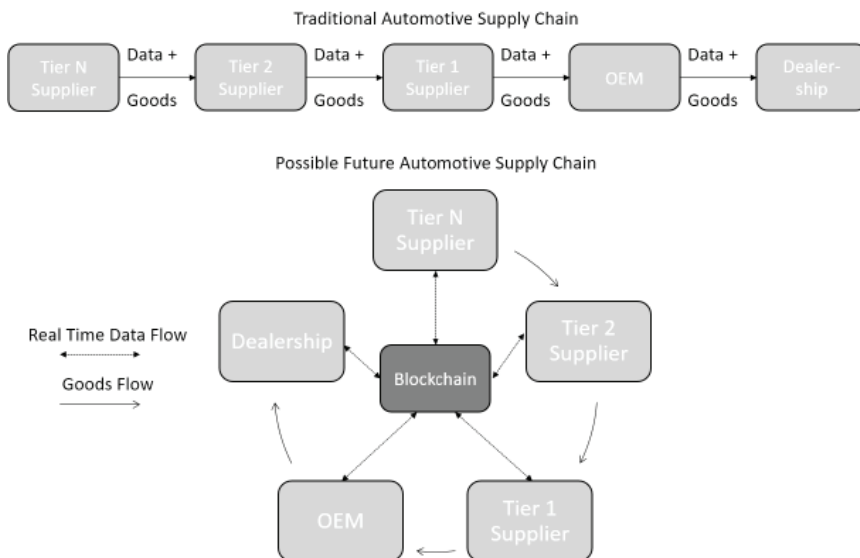 Traditional Automotive Supply Chain
Tier N
Supplier
Data +
Goods
Tier 2
Supplier
Data +
Goods
Tier 1
Supplier
Data +
Goods
OEM
Data +
Goods
Dealer-
ship
Possible Future Automotive Supply Chain
Tier N
Supplier
Tier 2
Supplier
Real Time Data Flow
Dealership
Blockchain
Goods Flow
OEM
Tier 1
Supplier